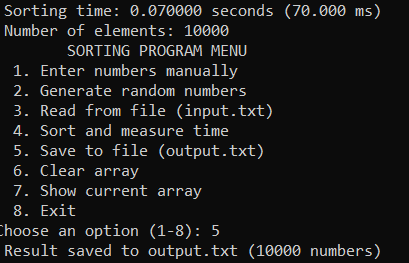 Sorting time: 0.070000 seconds (70.000 ms)
Number of elements: 10000
SORTING PROGRAM MENU
1. Enter numbers manually
2. Generate random numbers
3. Read from file (input.txt)
4. Sort and measure time
5. Save to file (output.txt)
6. Clear array
7. Show current array
8. Exit
Choose an option (1-8): 5
Result saved to output.txt (10000 numbers)